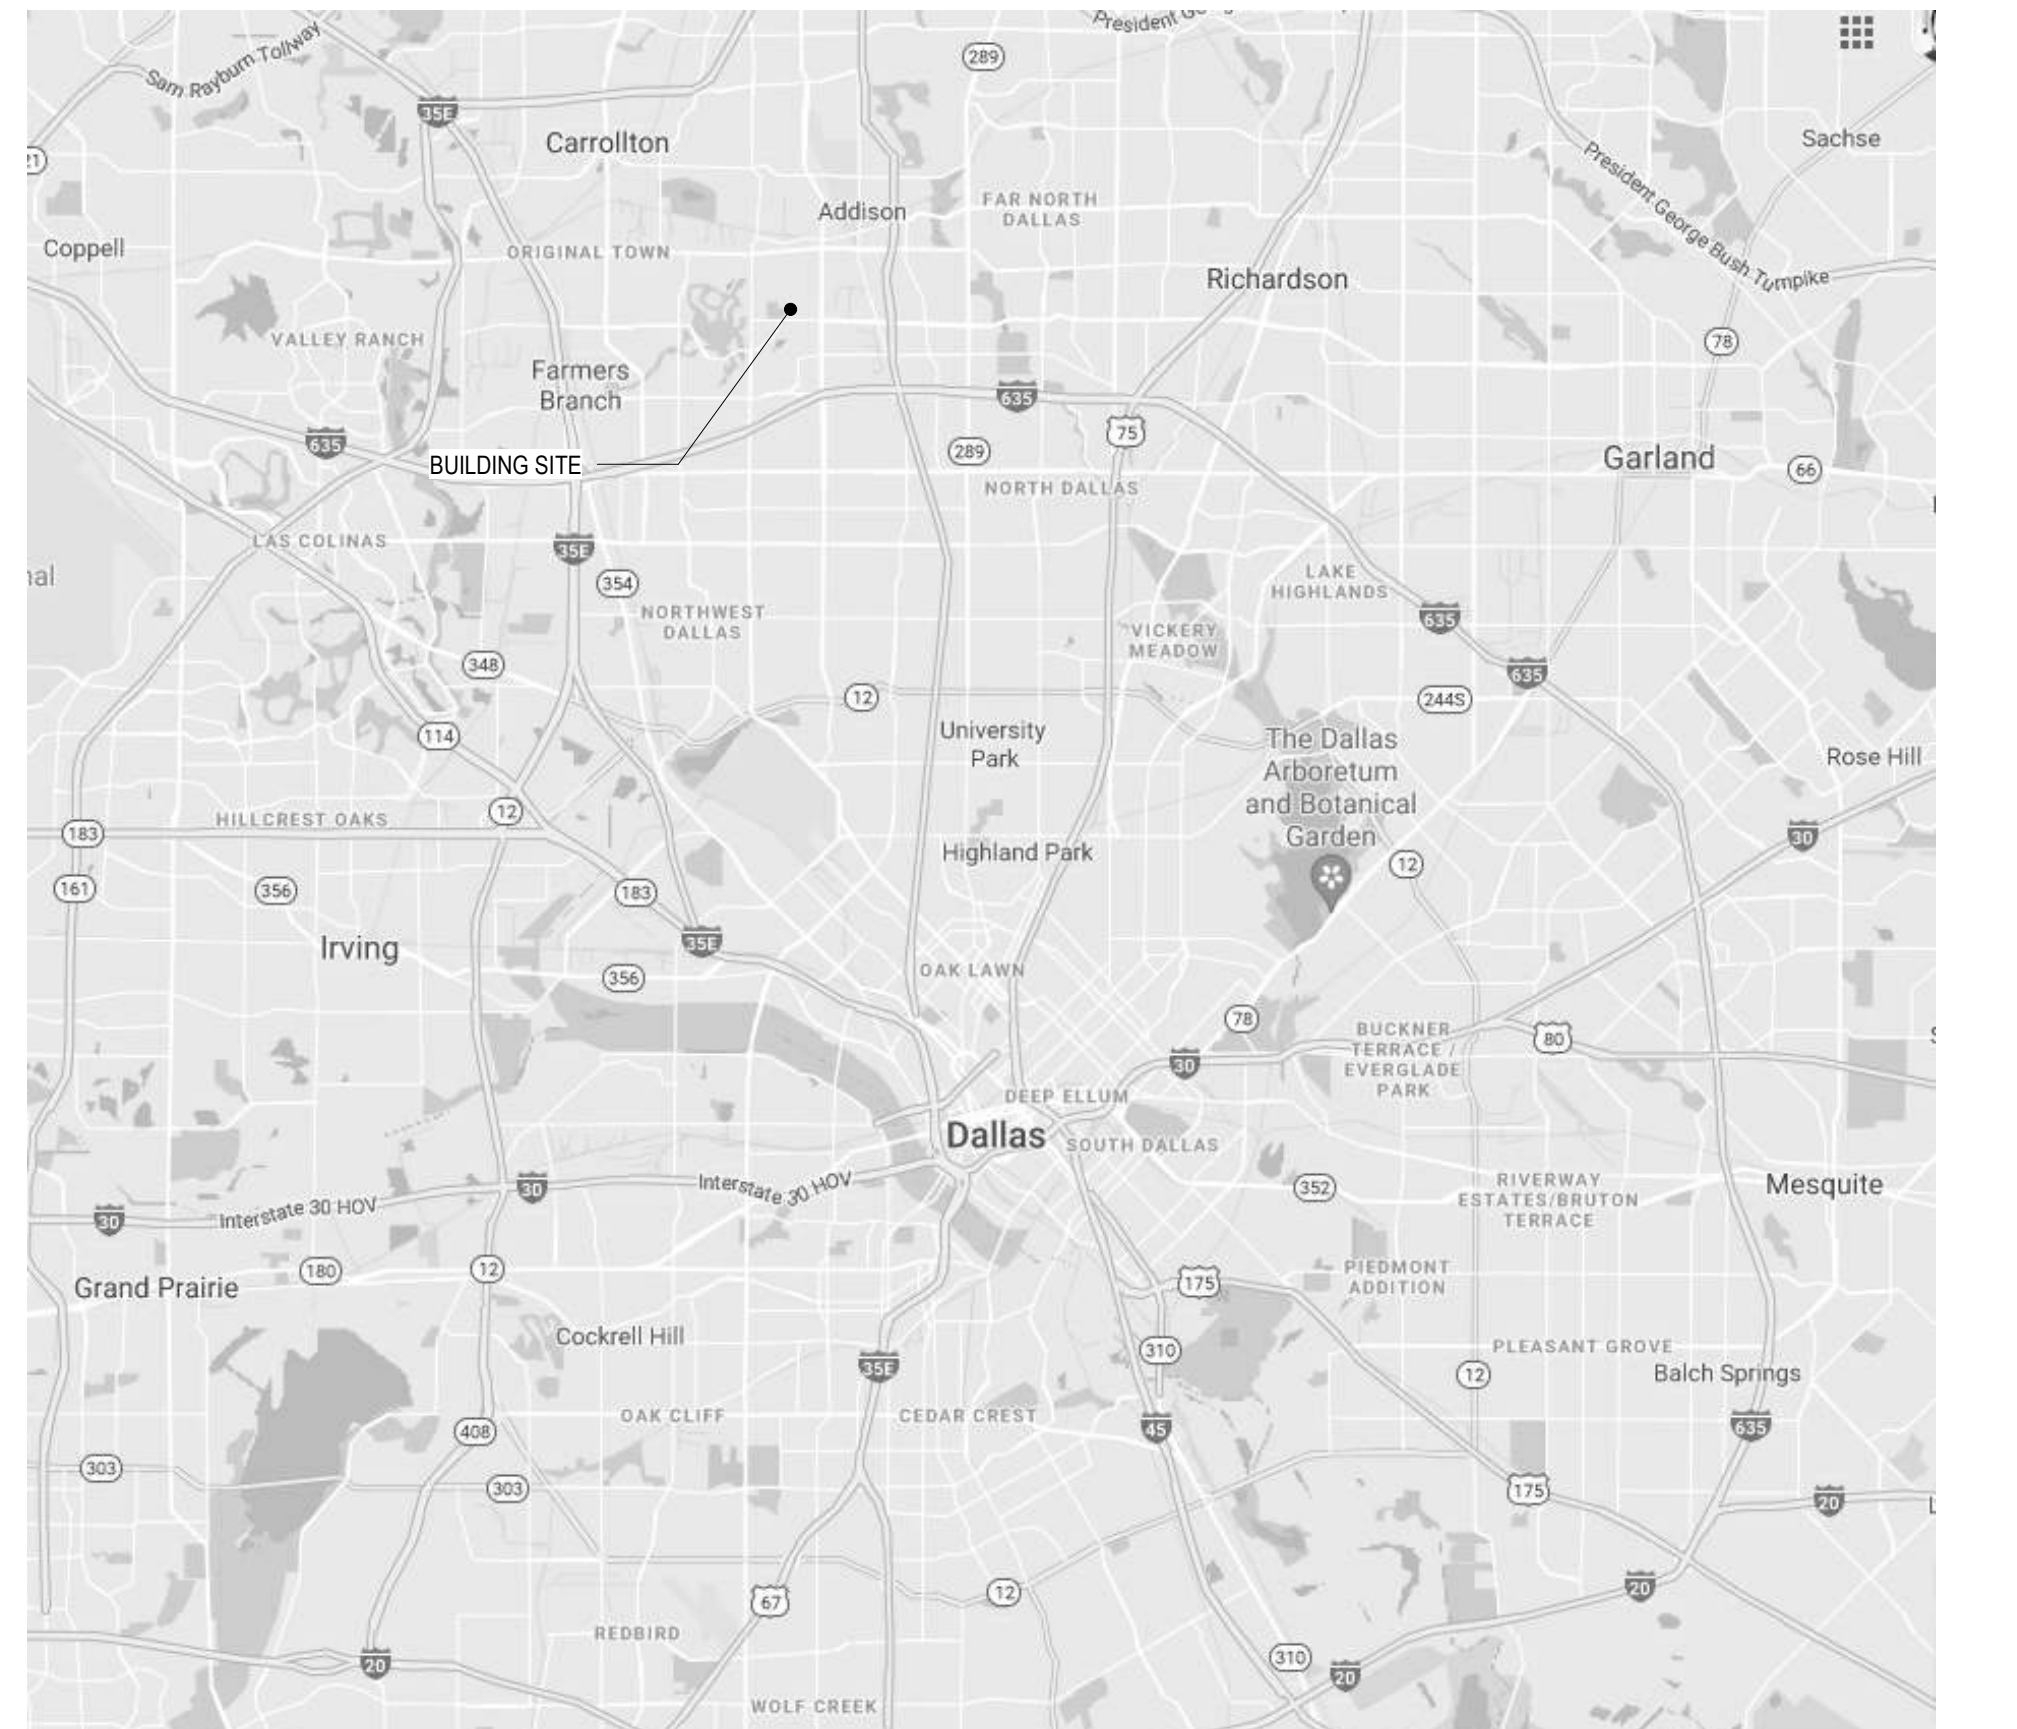 President G
289
Sam Rayburn Tollway
35E
Carrollton
Sachse
President George Bush Turnpike
Addison
FAR NORTH
DALLAS
Coppell
ORIGINAL TOWN
Richardson
VALLEY RANCH
78
Farmers
Branch
635
75
635
289
Garland
66
BUILDING SITE
NORTH DALLAS
LAS COLINAS
35E
354
LAKE
HIGHLANDS
NORTHWEST
DALLAS
635
VICKERY
MEADOW
348
635
12
244S
University
Park
114
The Dallas
Arboretum
and Botanical
Garden
Rose Hill
12
HILLCREST OAKS
183
30
Highland Park
12
161
356
183
Irving
35E
OAK LAWN
356
78
BUCKNER
TERRACE /
EVERGLADE
PARK
80
30
DEEP ELLUM
Dallas
SOUTH DALLAS
30
Interstate 30 HOV
352
RIVERWAY
ESTATES/BRUTON
TERRACE
Mesquite
30
Interstate 30 HOV
180
12
Grand Prairie
175
PIEDMONT
ADDITION
Cockrell Hill
310
PLEASANT GROVE
35E
12
Balch Springs
OAK CLIFF
CEDAR CREST
408
45
635
303
303
175
20
67
12
20
REDBIRD
20
310
20
WOLF CREEK